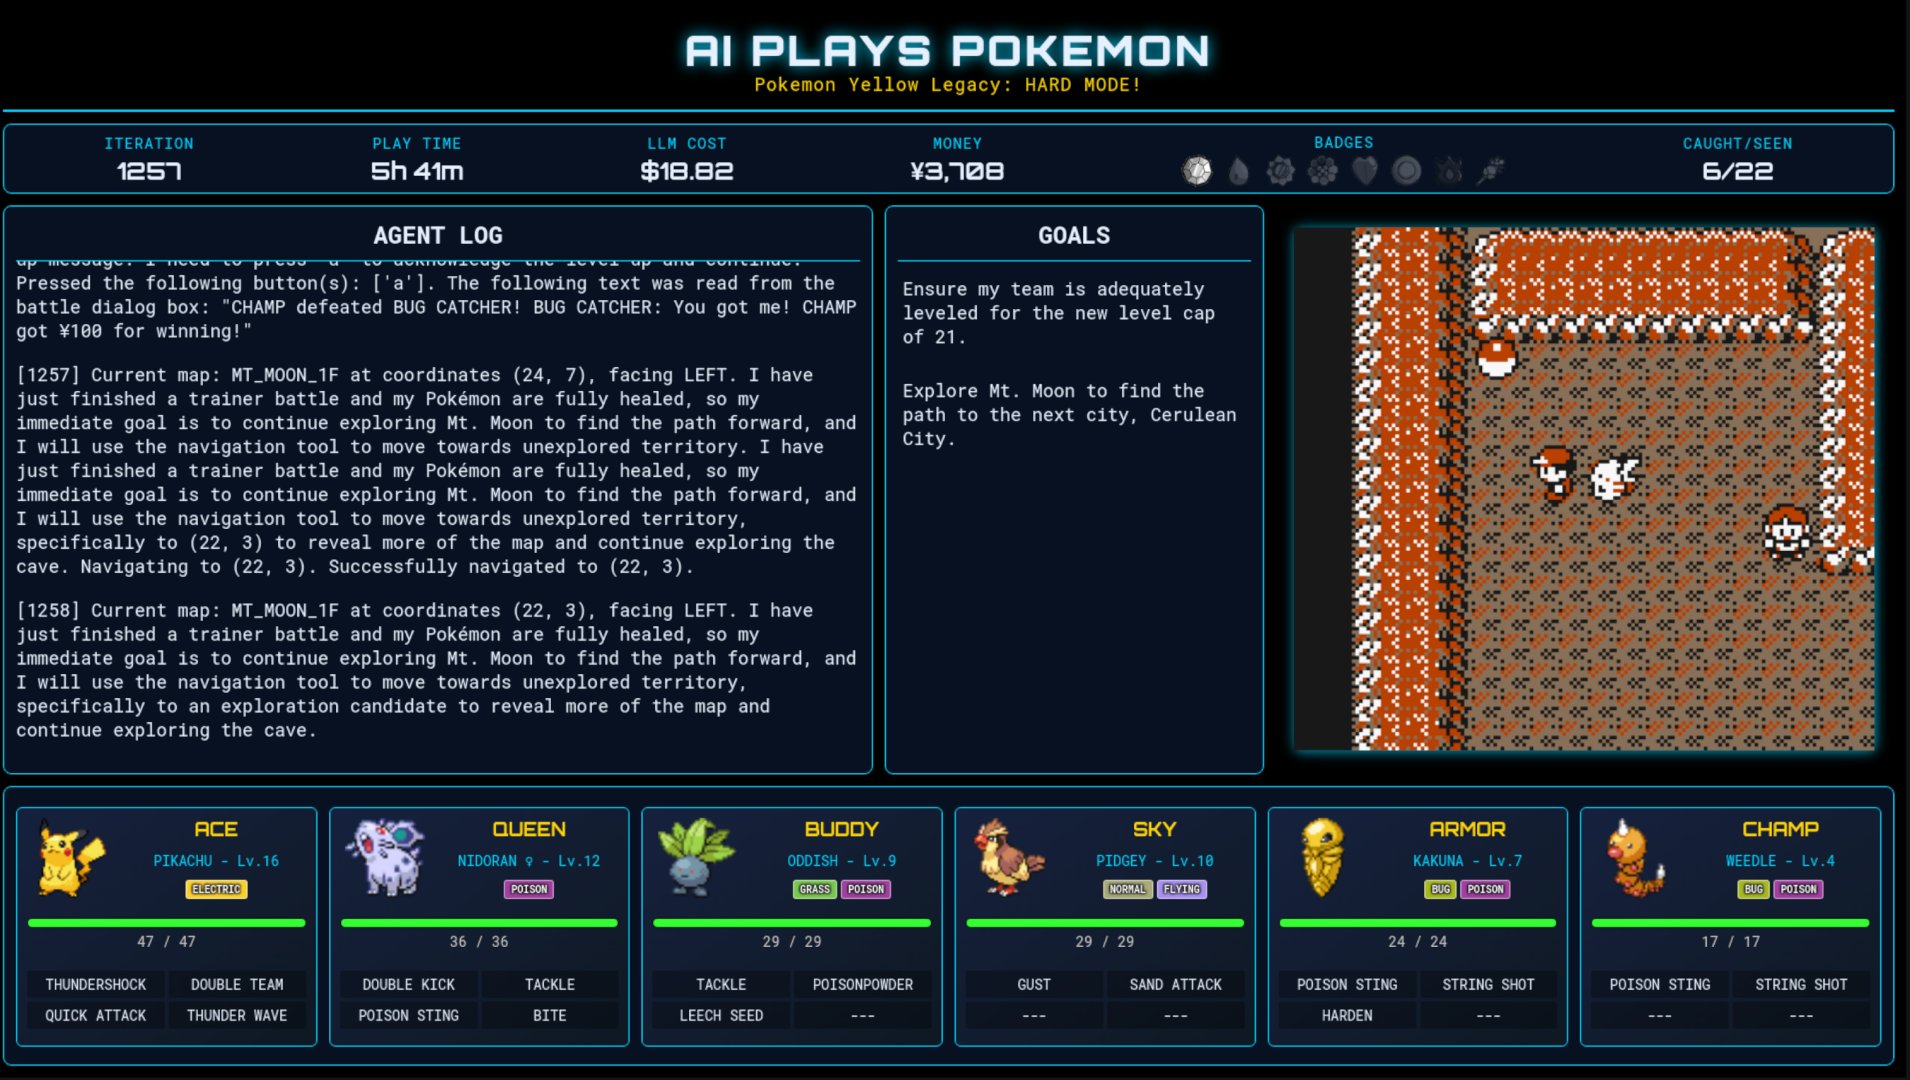 AI PLAYS POKEMON
Pokemon Yellow Legacy: HARD MODE!
ITERATION
1257
PLAY TIME
5h 41m
LLM COST
$18.82
MONEY
¥3,708
BADGES
CAUGHT/SEEN
6/22
AGENT LOG
up message. I need to press 'a' to acknowledge the level up and continue.
Pressed the following button(s): ['a']. The following text was read from the
battle dialog box: "CHAMP defeated BUG CATCHER! BUG CATCHER: You got me! CHAMP
got ¥100 for winning!"
[1257] Current map: MT_MOON_1F at coordinates (24, 7), facing LEFT. I have
just finished a trainer battle and my Pokémon are fully healed, so my
immediate goal is to continue exploring Mt. Moon to find the path forward, and
I will use the navigation tool to move towards unexplored territory. I have
just finished a trainer battle and my Pokémon are fully healed, so my
immediate goal is to continue exploring Mt. Moon to find the path forward, and
I will use the navigation tool to move towards unexplored territory,
specifically to (22, 3) to reveal more of the map and continue exploring the
cave. Navigating to (22, 3). Successfully navigated to (22, 3).
[1258] Current map: MT_MOON_1F at coordinates (22, 3), facing LEFT. I have
just finished a trainer battle and my Pokémon are fully healed, so my
immediate goal is to continue exploring Mt. Moon to find the path forward, and
I will use the navigation tool to move towards unexplored territory,
specifically to an exploration candidate to reveal more of the map and
continue exploring the cave.
GOALS
Ensure my team is adequately
leveled for the new level cap
of 21.
Explore Mt. Moon to find the
path to the next city, Cerulean
City.
ACE
PIKACHU - Lv.16
ELECTRIC
47 / 47
THUNDERSHOCK DOUBLE TEAM
QUICK ATTACK THUNDER WAVE
QUEEN
NIDORAN ♀ - Lv.12
POISON
36 / 36
DOUBLE KICK TACKLE
POISON STING BITE
BUDDY
ODDISH - Lv.9
GRASS POISON
29 / 29
TACKLE POISONPOWDER
LEECH SEED ---
SKY
PIDGEY - Lv.10
NORMAL FLYING
29 / 29
GUST SAND ATTACK
--- ---
ARMOR
KAKUNA - Lv.7
BUG POISON
24 / 24
POISON STING STRING SHOT
HARDEN ---
CHAMP
WEEDLE - Lv.4
BUG POISON
17 / 17
POISON STING STRING SHOT
--- ---